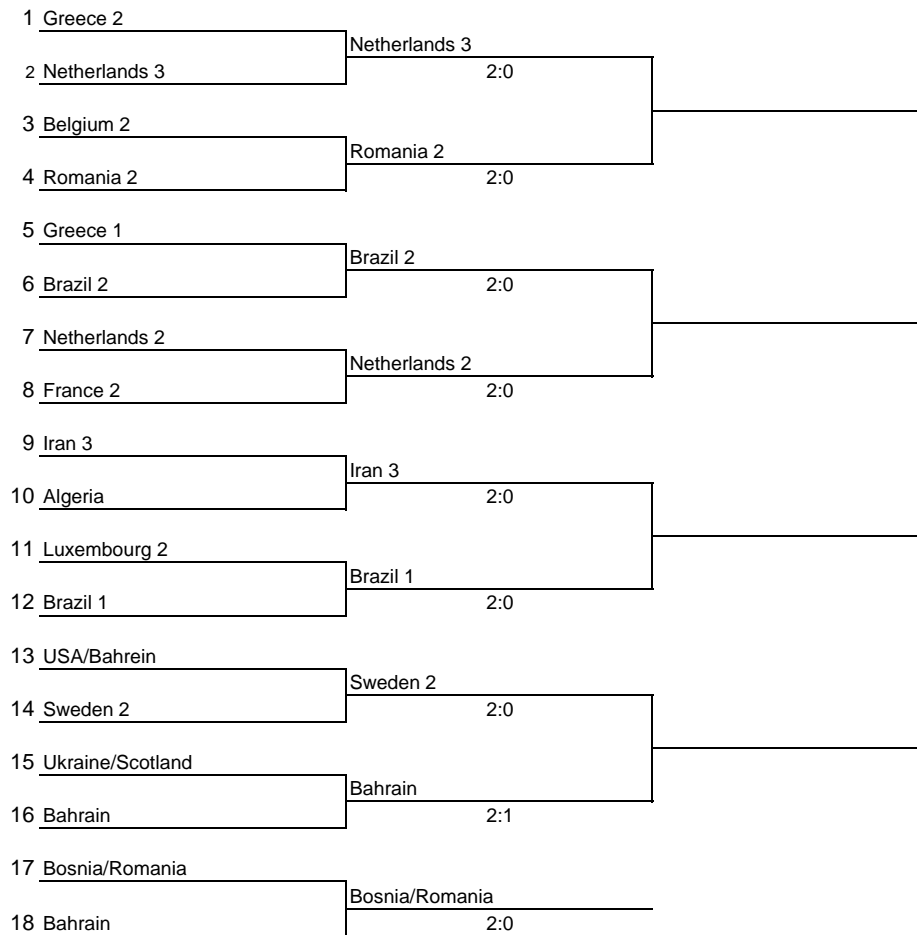 1 Greece 2
Netherlands 3
2 Netherlands 3
2:0
3 Belgium 2
Romania 2
4 Romania 2
2:0
5 Greece 1
Brazil 2
6 Brazil 2
2:0
7 Netherlands 2
Netherlands 2
8 France 2
2:0
9 Iran 3
Iran 3
10 Algeria
2:0
11 Luxembourg 2
Brazil 1
12 Brazil 1
2:0
13 USA/Bahrein
Sweden 2
14 Sweden 2
2:0
15 Ukraine/Scotland
Bahrain
16 Bahrain
2:1
17 Bosnia/Romania
Bosnia/Romania
18 Bahrain
2:0